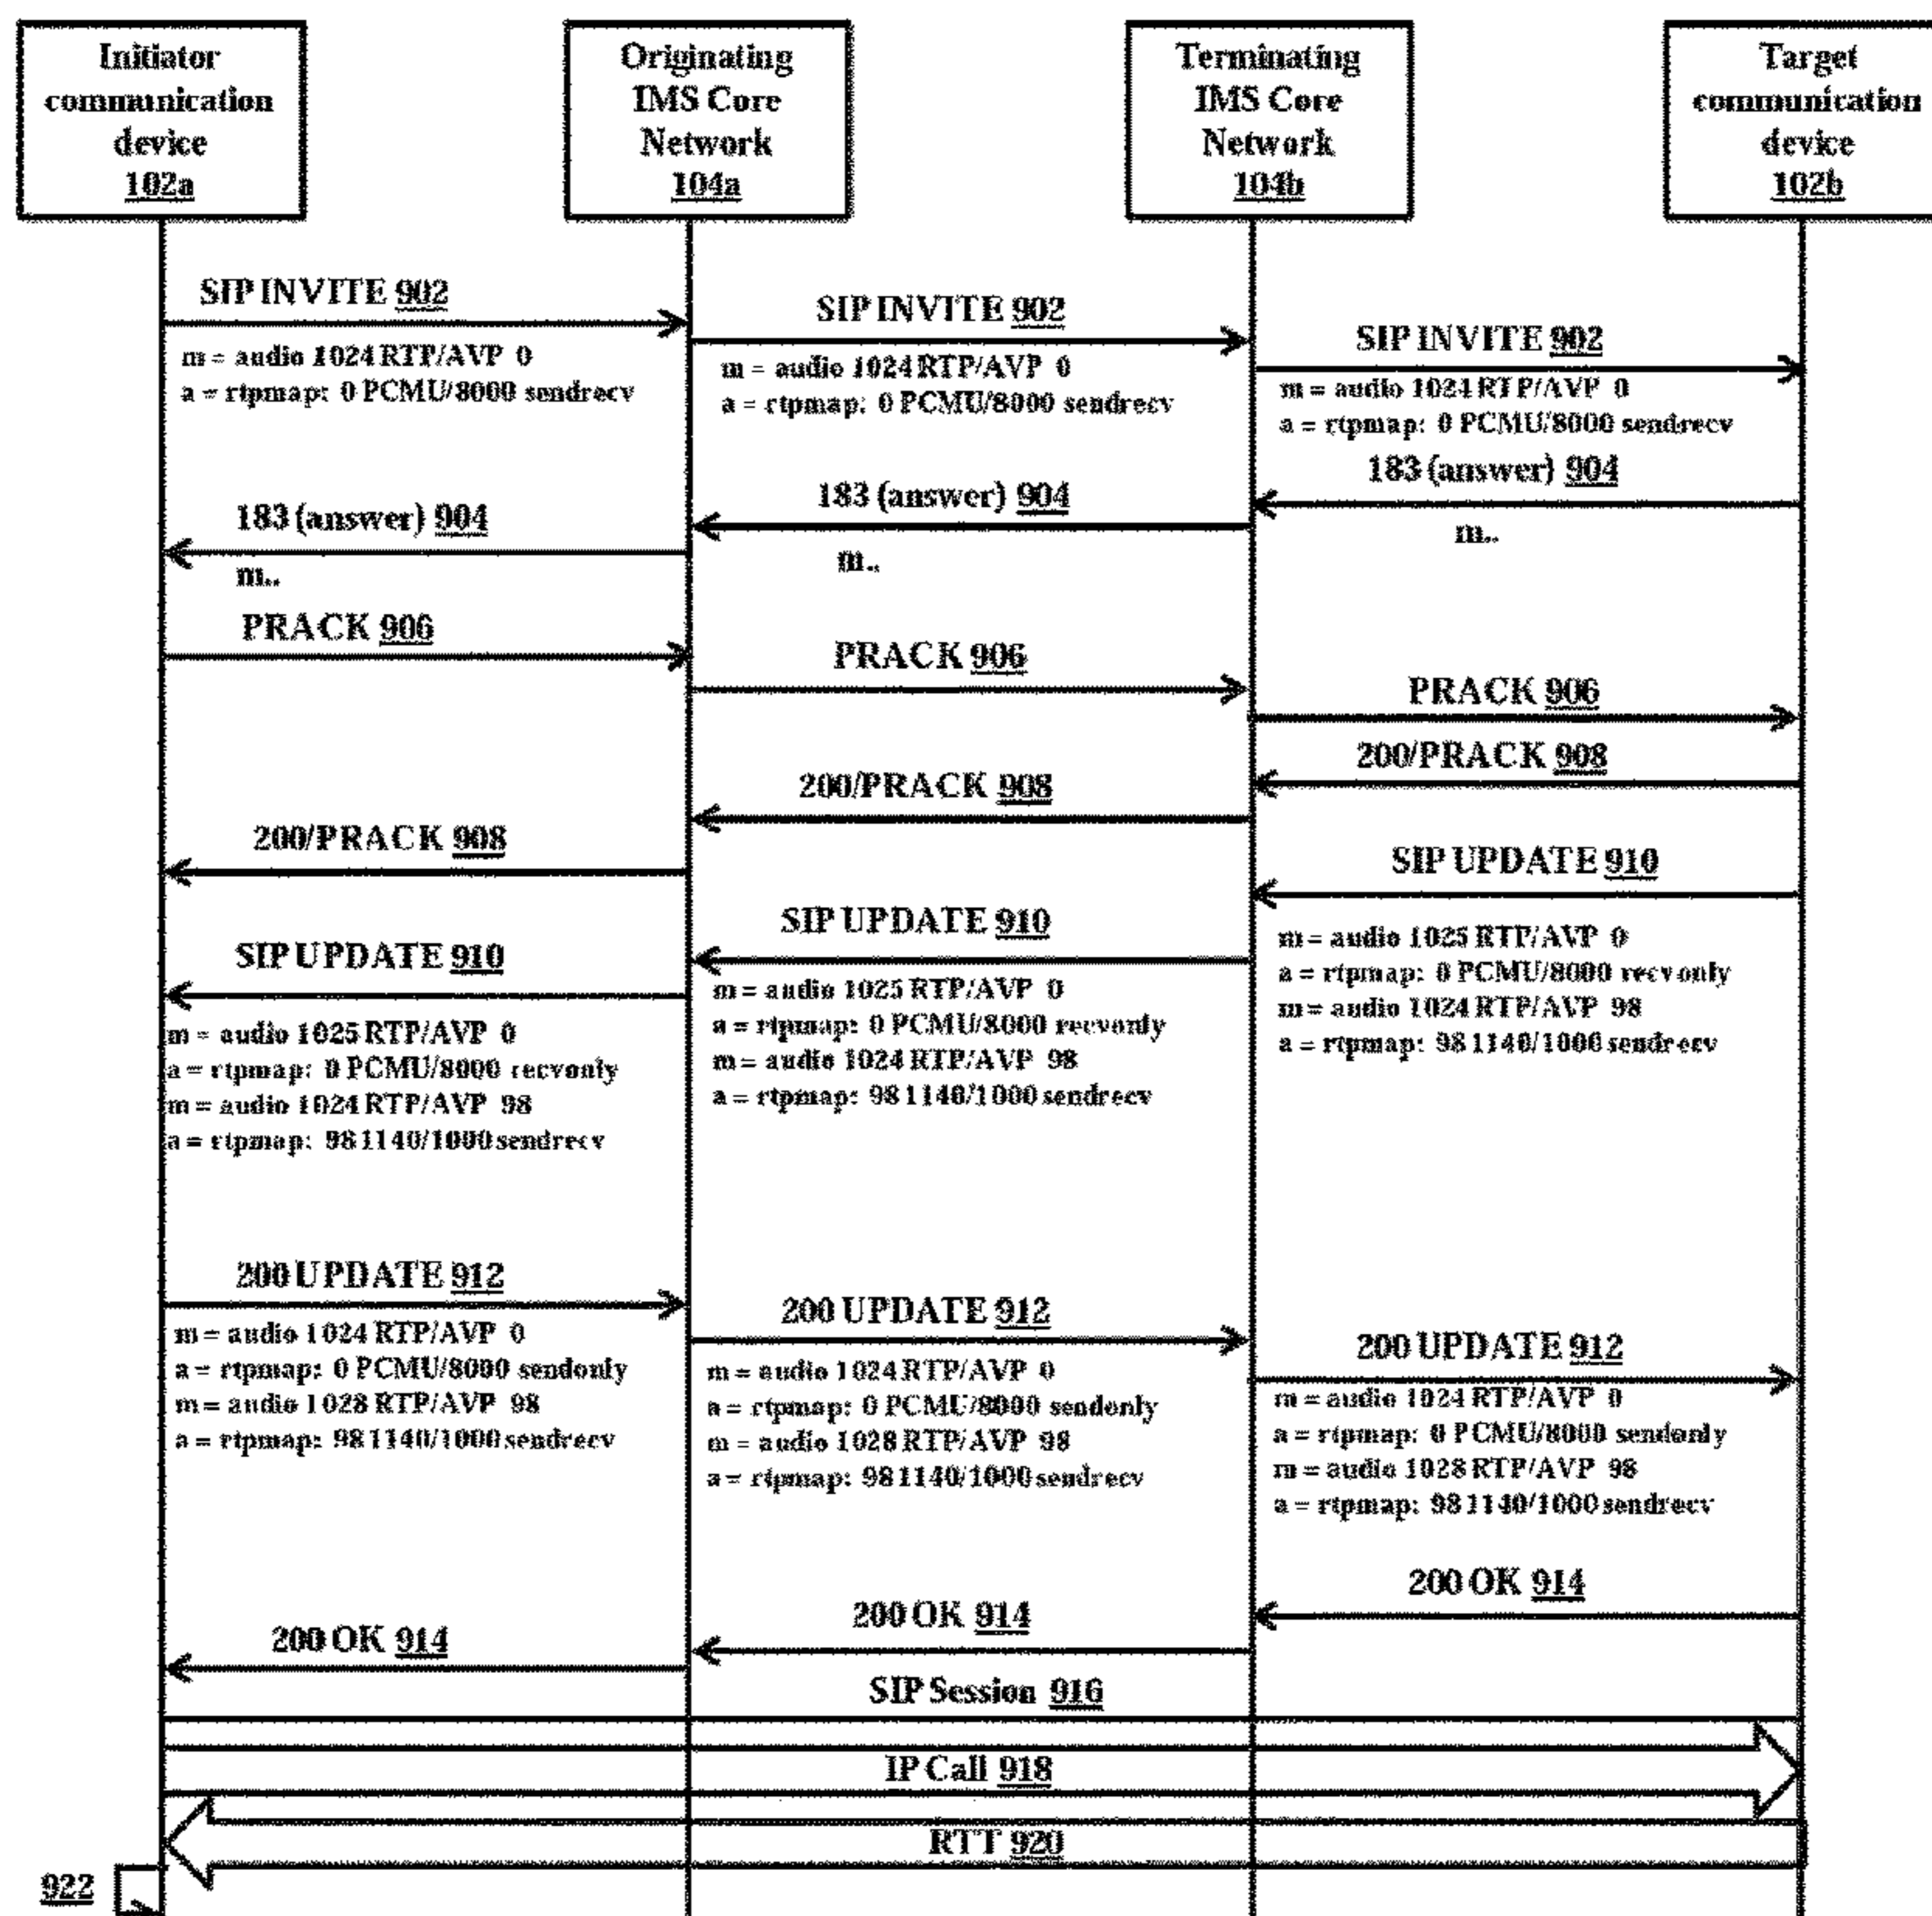 Initiator
communication
device
102a
Originating
IMS Core
Network
104a
Terminating
IMS Core
Network
104b
Target
communication
device
102b
SIP INVITE 902
m = audio 1024 RTP/AVP 0
a = rtpmap: 0 PCMU/8000 sendrecv
SIP INVITE 902
m = audio 1024 RTP/AVP 0
a = rtpmap: 0 PCMU/8000 sendrecv
SIP INVITE 902
m = audio 1024 RTP/AVP 0
a = rtpmap: 0 PCMU/8000 sendrecv
183 (answer) 904
m..
183 (answer) 904
m..
183 (answer) 904
m..
PRACK 906
PRACK 906
PRACK 906
200/PRACK 908
200/PRACK 908
200/PRACK 908
SIP UPDATE 910
m = audio 1025 RTP/AVP 0
a = rtpmap: 0 PCMU/8000 recvonly
m = audio 1024 RTP/AVP 98
a = rtpmap: 98 1140/1000 sendrecv
SIP UPDATE 910
m = audio 1025 RTP/AVP 0
a = rtpmap: 0 PCMU/8000 recvonly
m = audio 1024 RTP/AVP 98
a = rtpmap: 98 1140/1000 sendrecv
SIP UPDATE 910
m = audio 1025 RTP/AVP 0
a = rtpmap: 0 PCMU/8000 recvonly
m = audio 1024 RTP/AVP 98
a = rtpmap: 98 1140/1000 sendrecv
200 UPDATE 912
m = audio 1024 RTP/AVP 0
a = rtpmap: 0 PCMU/8000 sendonly
m = audio 1028 RTP/AVP 98
a = rtpmap: 98 1140/1000 sendrecv
200 UPDATE 912
m = audio 1024 RTP/AVP 0
a = rtpmap: 0 PCMU/8000 sendonly
m = audio 1028 RTP/AVP 98
a = rtpmap: 98 1140/1000 sendrecv
200 UPDATE 912
m = audio 1024 RTP/AVP 0
a = rtpmap: 0 PCMU/8000 sendonly
m = audio 1028 RTP/AVP 98
a = rtpmap: 98 1140/1000 sendrecv
200 OK 914
200 OK 914
200 OK 914
SIP Session 916
IP Call 918
RTT 920
922